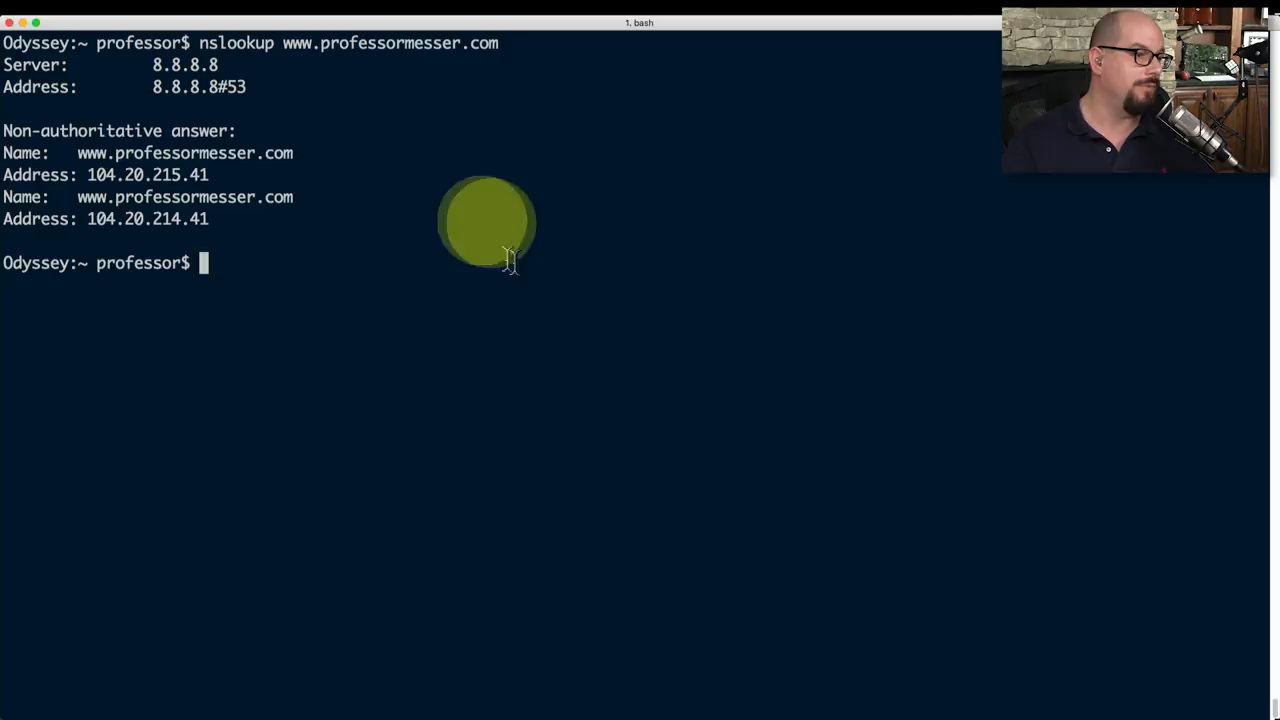 1. bash
Odyssey:~ professor$ nslookup www.professormesser.com
Server: 8.8.8.8
Address: 8.8.8.8#53
Non-authoritative answer:
Name: www.professormesser.com
Address: 104.20.215.41
Name: www.professormesser.com
Address: 104.20.214.41
Odyssey:~ professor$